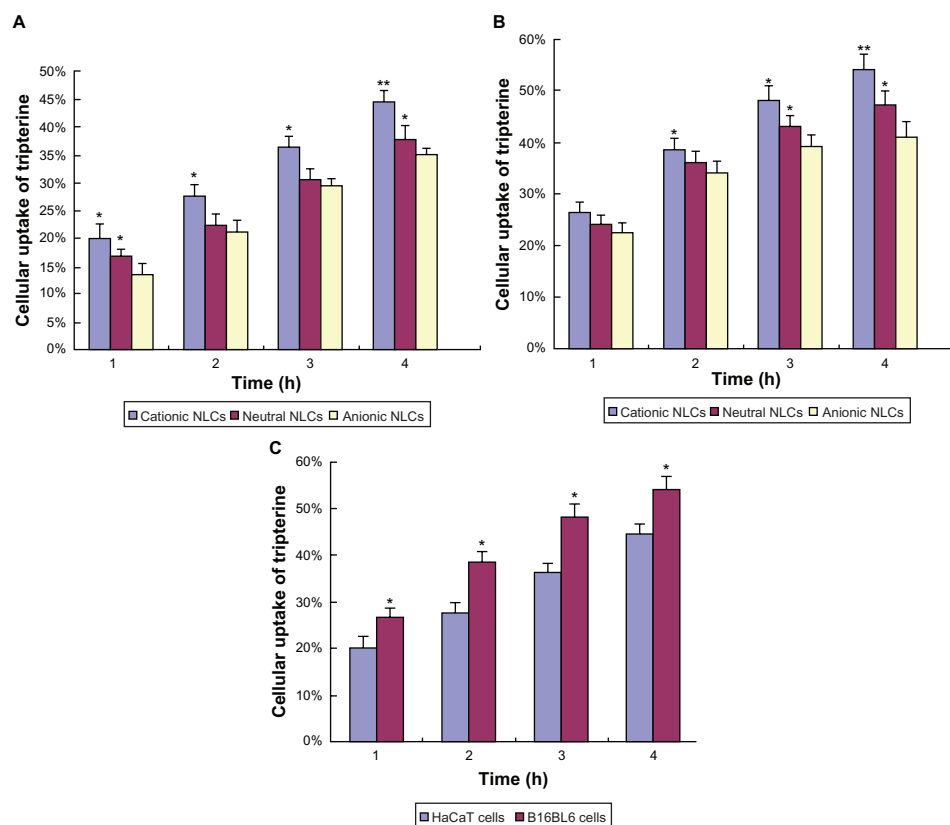 A
Cellular uptake of tripterine
50%
45%
40%
35%
30%
25%
20%
15%
10%
5%
0%
* * * * ** *
1 2 3 4
Time (h)
Cationic NLCs Neutral NLCs Anionic NLCs
B
Cellular uptake of tripterine
60%
50%
40%
30%
20%
10%
0%
* * * ** *
1 2 3 4
Time (h)
Cationic NLCs Neutral NLCs Anionic NLCs
C
Cellular uptake of tripterine
60%
50%
40%
30%
20%
10%
0%
* * * *
1 2 3 4
Time (h)
HaCaT cells B16BL6 cells